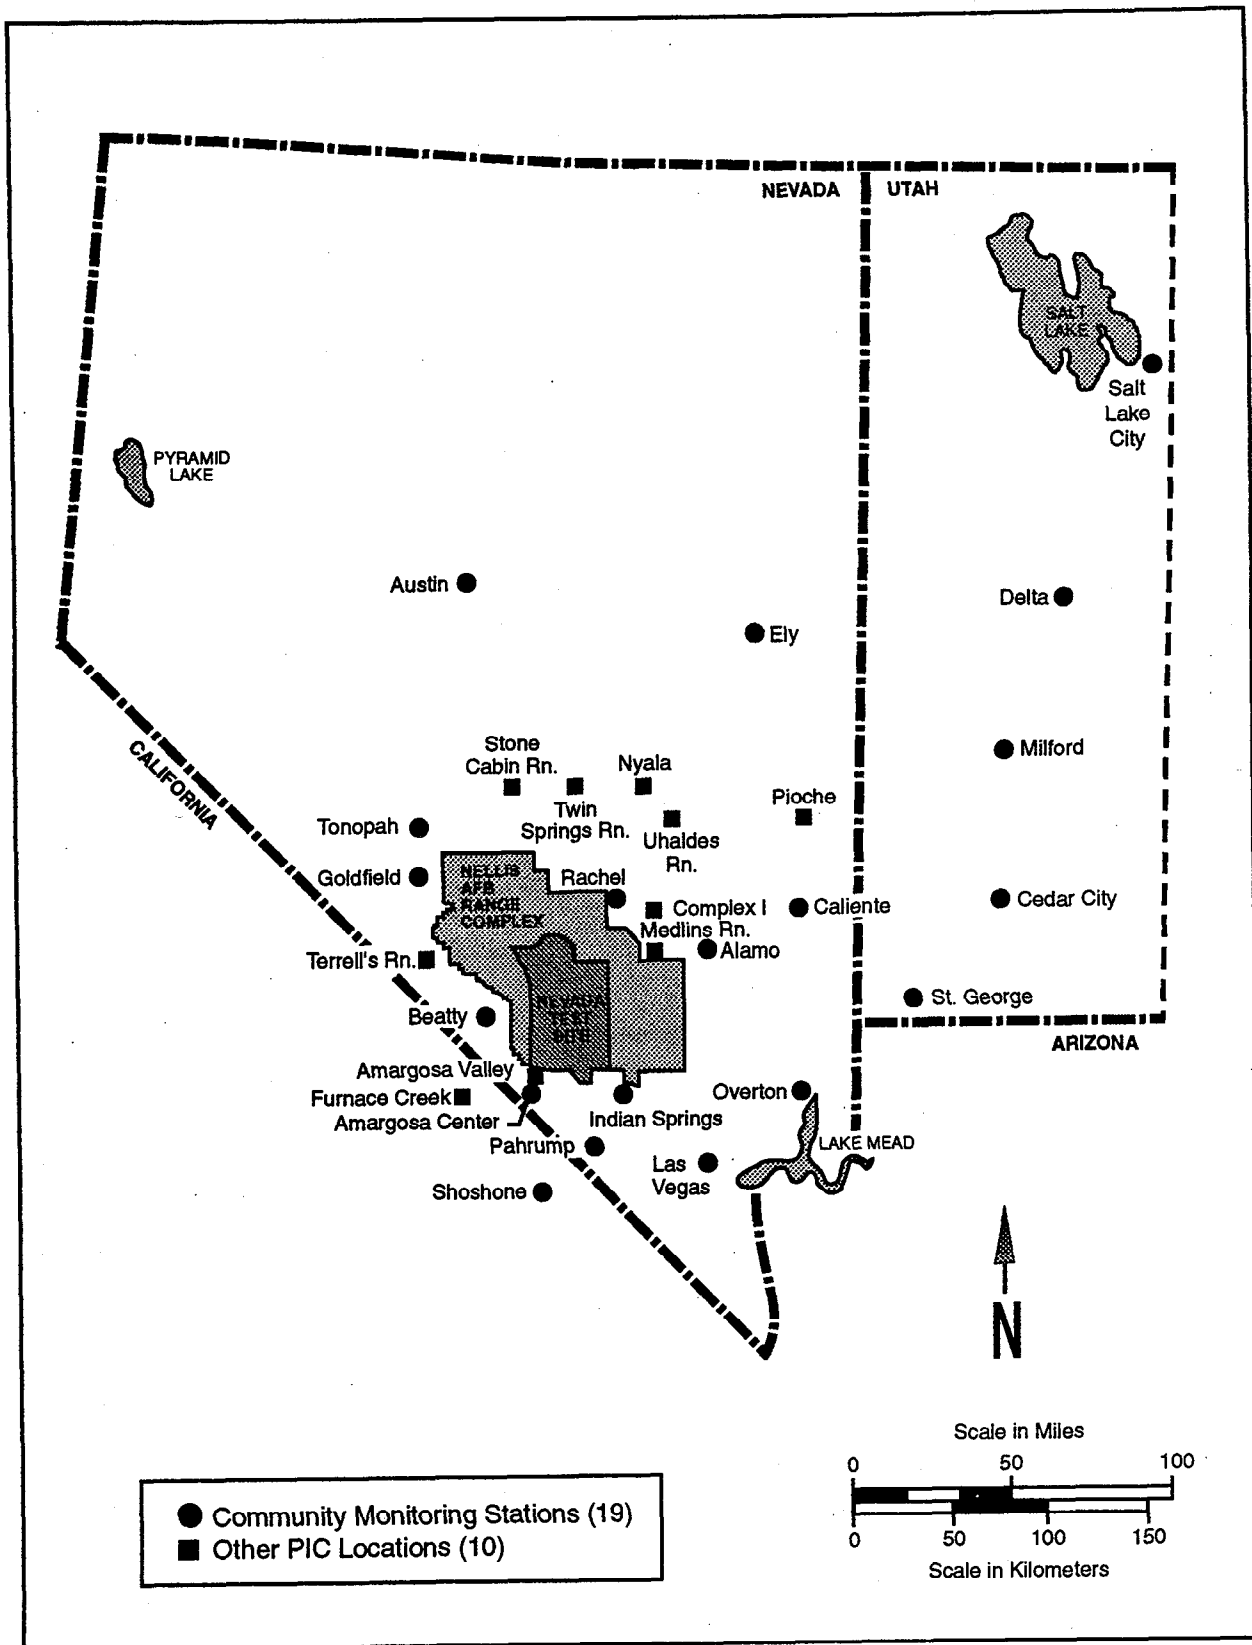 NEVADA
UTAH
SALT
LAKE
Salt
Lake
City
PYRAMID
LAKE
Austin
Delta
Ely
CALIFORNIA
Stone
Cabin Rn.
Nyala
Milford
Twin
Springs Rn.
Pioche
Tonopah
Uhaldes
Rn.
Goldfield
NELLIS
AFB
RANGE
COMPLEX
Rachel
Complex I
Caliente
Cedar City
Medlins Rn.
Alamo
Terrell's Rn.
St. George
Beatty
NEVADA
TEST
SITE
ARIZONA
Amargosa Valley
Furnace Creek
Amargosa Center
Indian Springs
Overton
Pahrump
LAKE MEAD
Las
Vegas
Shoshone
N
Scale in Miles
0 50 100
0 50 100 150
Scale in Kilometers
Community Monitoring Stations (19)
Other PIC Locations (10)